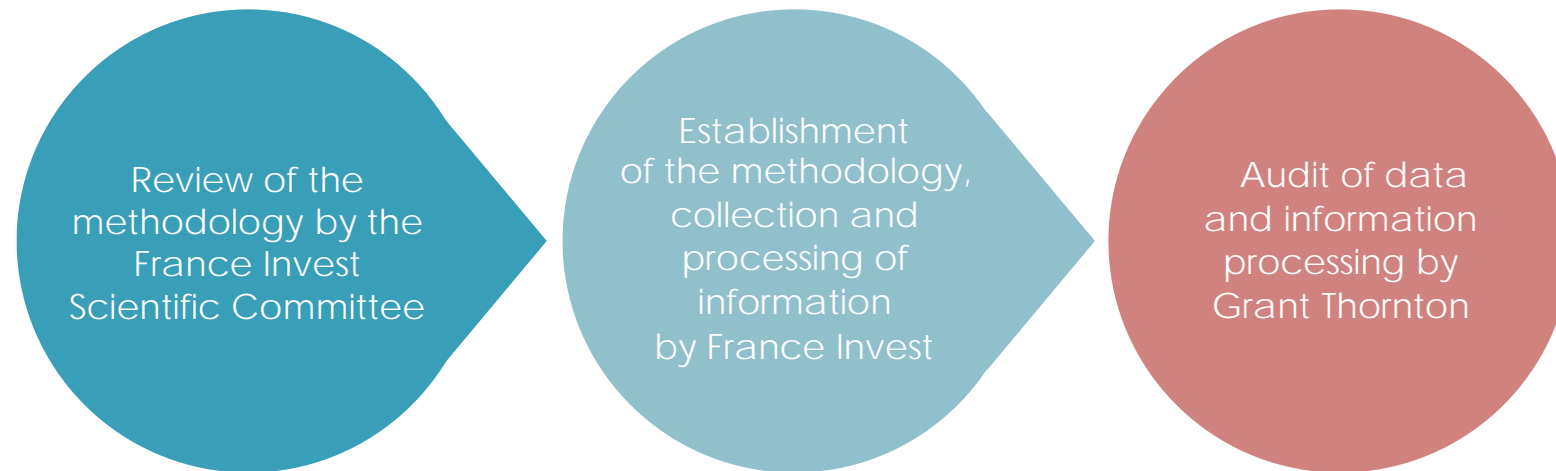 Review of the
methodology by the
France Invest
Scientific Committee
Establishment
of the methodology,
collection and
processing of
information
by France Invest
Audit of data
and information
processing by
Grant Thornton